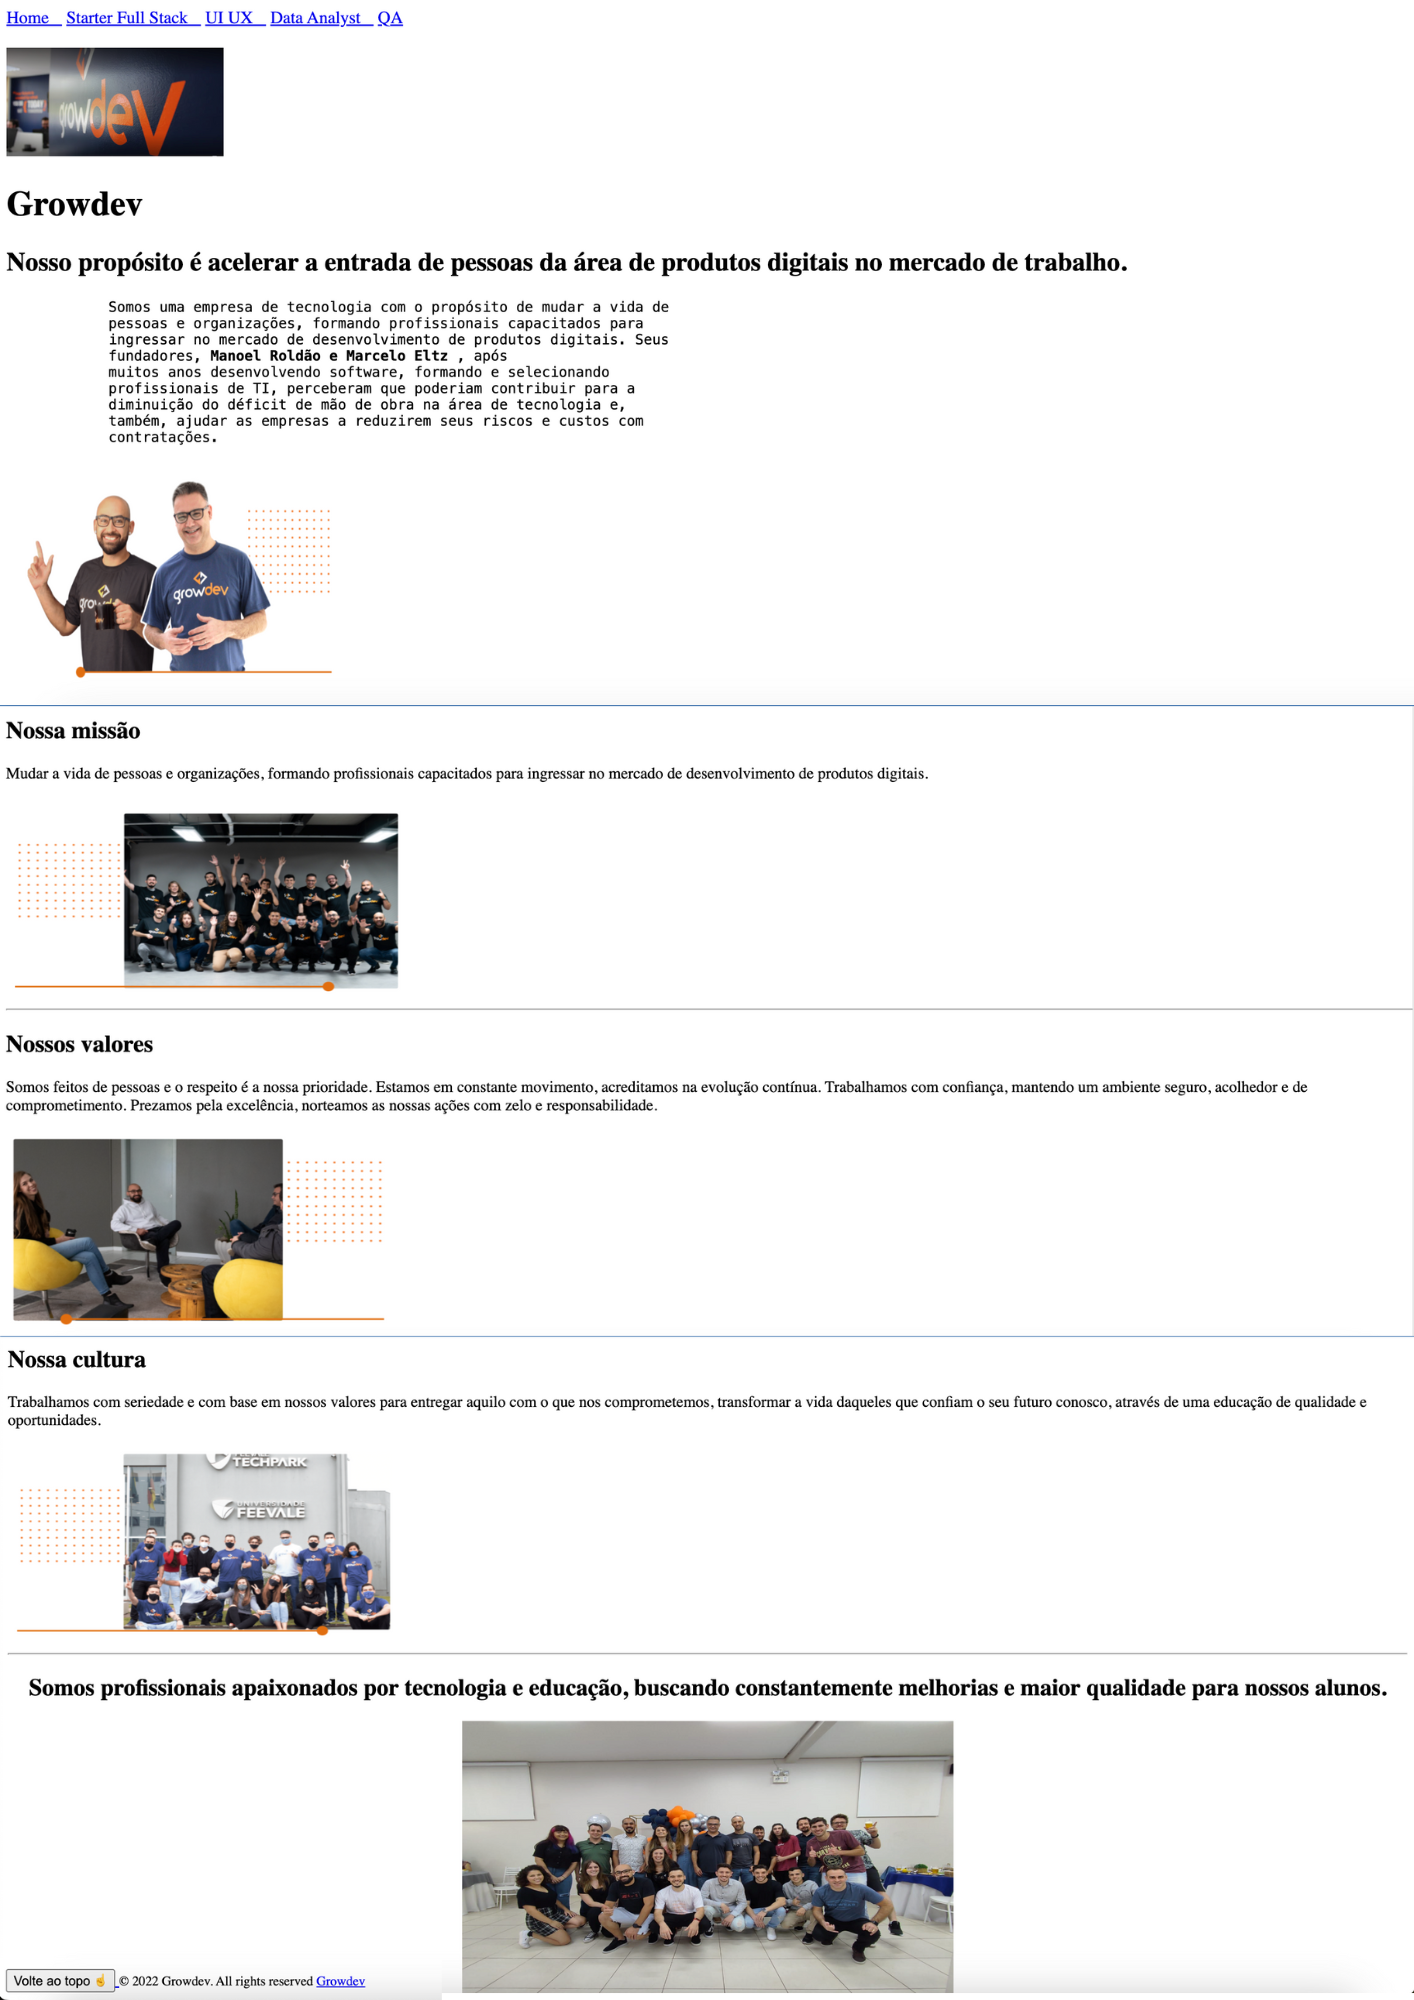 Home Starter Full Stack UI UX Data Analyst QA
growdev
TODAY
Growdev
Nosso propósito é acelerar a entrada de pessoas da área de produtos digitais no mercado de trabalho.
Somos uma empresa de tecnologia com o propósito de mudar a vida de
pessoas e organizações, formando profissionais capacitados para
ingressar no mercado de desenvolvimento de produtos digitais. Seus
fundadores, Manoel Roldão e Marcelo Eltz , após
muitos anos desenvolvendo software, formando e selecionando
profissionais de TI, perceberam que poderiam contribuir para a
diminuição do déficit de mão de obra na área de tecnologia e,
também, ajudar as empresas a reduzirem seus riscos e custos com
contratações.
growdev
Nossa missão
Mudar a vida de pessoas e organizações, formando profissionais capacitados para ingressar no mercado de desenvolvimento de produtos digitais.
Nossos valores
Somos feitos de pessoas e o respeito é a nossa prioridade. Estamos em constante movimento, acreditamos na evolução contínua. Trabalhamos com confiança, mantendo um ambiente seguro, acolhedor e de
comprometimento. Prezamos pela excelência, norteamos as nossas ações com zelo e responsabilidade.
Nossa cultura
Trabalhamos com seriedade e com base em nossos valores para entregar aquilo com o que nos comprometemos, transformar a vida daqueles que confiam o seu futuro conosco, através de uma educação de qualidade e
oportunidades.
TECHPARK
UNIVERSIDADE
FEEVALE
Somos profissionais apaixonados por tecnologia e educação, buscando constantemente melhorias e maior qualidade para nossos alunos.
Volte ao topo ☝ © 2022 Growdev. All rights reserved Growdev